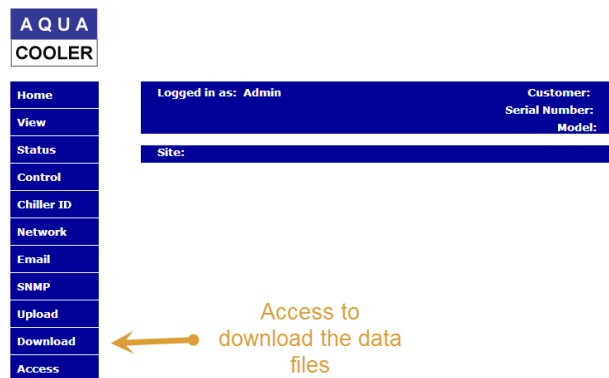 AQUA
COOLER
Home
View
Status
Control
Chiller ID
Network
Email
SNMP
Upload
Download
Access
Logged in as: Admin
Customer:
Serial Number:
Model:
Site:
Access to
download the data
files